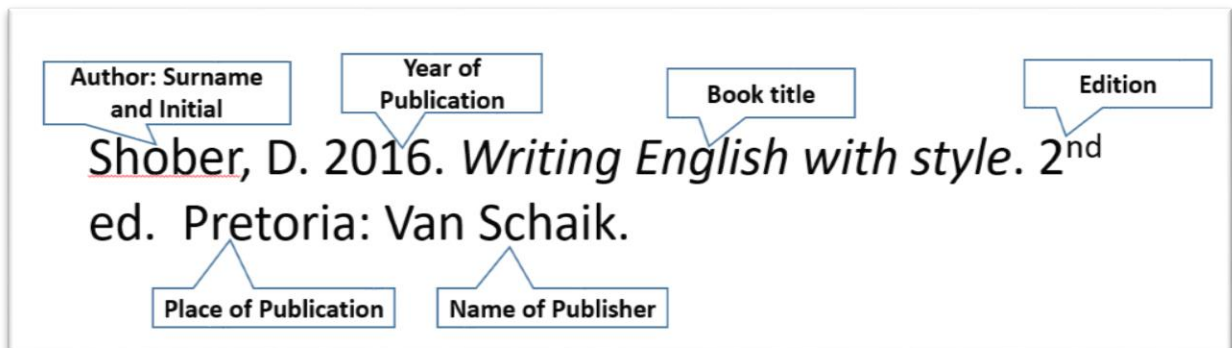 Author: Surname
and Initial
Year of
Publication
Book title
Edition
Shober, D. 2016. Writing English with style. 2nd
ed. Pretoria: Van Schaik.
Place of Publication
Name of Publisher